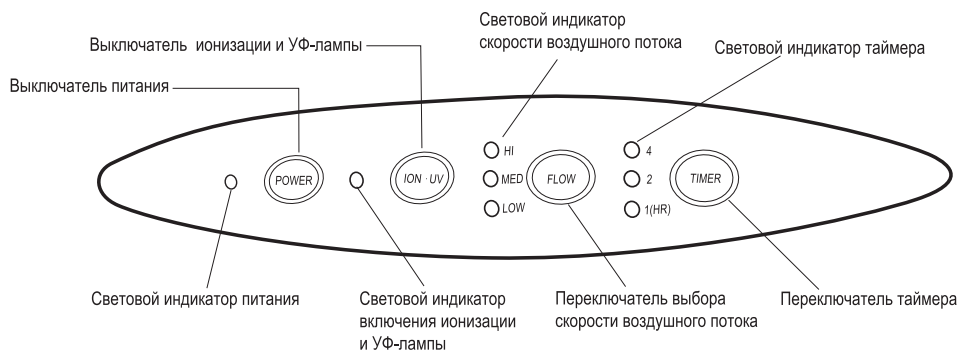 Световой индикатор
скорости воздушного потока
Выключатель ионизации и УФ-лампы
Световой индикатор таймера
Выключатель питания
HI
MED
LOW
4
2
1(HR)
POWER
ION · UV
FLOW
TIMER
Световой индикатор питания
Световой индикатор
включения ионизации
и УФ-лампы
Переключатель выбора
скорости воздушного потока
Переключатель таймера